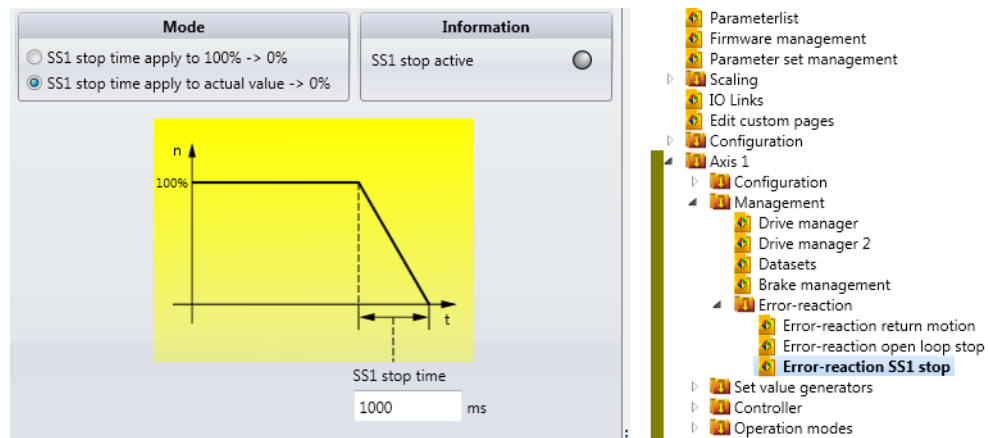 Mode
SS1 stop time apply to 100% -> 0%
SS1 stop time apply to actual value -> 0%
Information
SS1 stop active
n
100%
t
SS1 stop time
1000 ms
Parameterlist
Firmware management
Parameter set management
Scaling
IO Links
Edit custom pages
Configuration
Axis 1
Configuration
Management
Drive manager
Drive manager 2
Datasets
Brake management
Error-reaction
Error-reaction return motion
Error-reaction open loop stop
Error-reaction SS1 stop
Set value generators
Controller
Operation modes